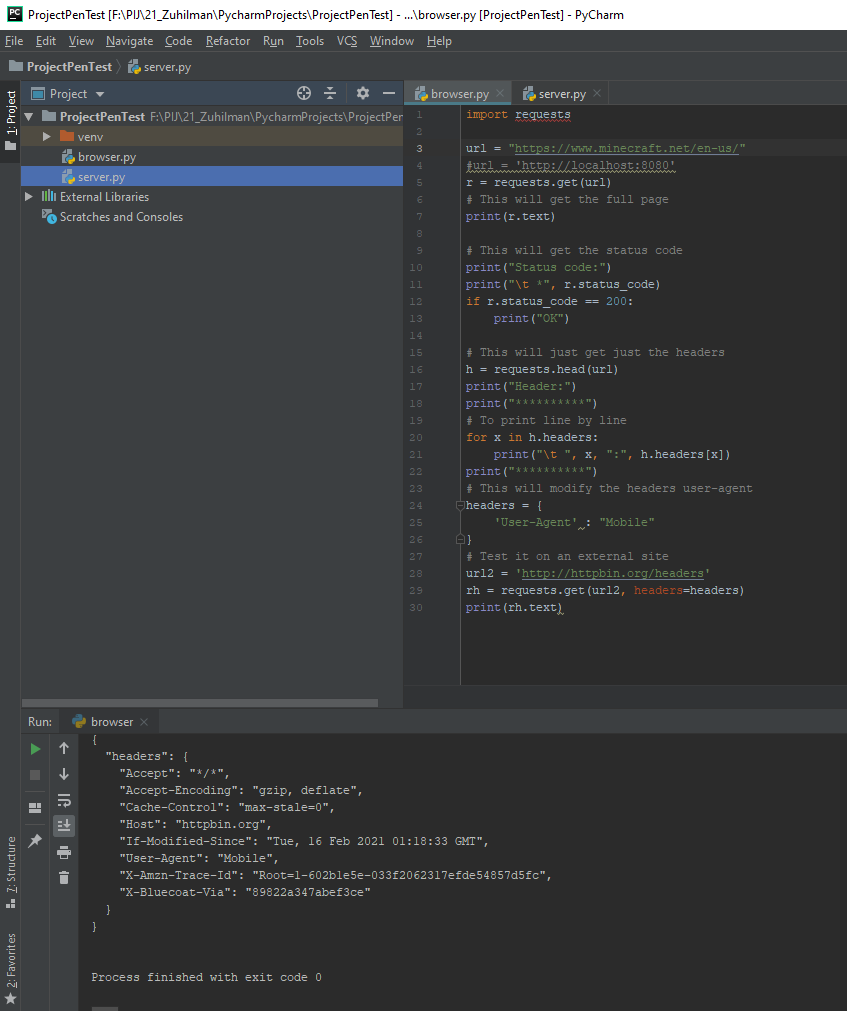 ProjectPenTest [F:\PIJ\21_Zuhilman\PycharmProjects\ProjectPenTest] - ...\browser.py [ProjectPenTest] - PyCharm
File Edit View Navigate Code Refactor Run Tools VCS Window Help
ProjectPenTest server.py
1: Project
Project
ProjectPenTest F:\PIJ\21_Zuhilman\PycharmProjects\ProjectPer
venv
browser.py
server.py
External Libraries
Scratches and Consoles
browser.py server.py
1 import requests
2
3 url = "https://www.minecraft.net/en-us/"
4 #url = 'http://localhost:8080'
5 r = requests.get(url)
6 # This will get the full page
7 print(r.text)
8
9 # This will get the status code
10 print("Status code:")
11 print("\t *", r.status_code)
12 if r.status_code == 200:
13 print("OK")
14
15 # This will just get just the headers
16 h = requests.head(url)
17 print("Header:")
18 print("**********")
19 # To print line by line
20 for x in h.headers:
21 print("\t ", x, ":", h.headers[x])
22 print("**********")
23 # This will modify the headers user-agent
24 headers = {
25 'User-Agent' : "Mobile"
26 }
27 # Test it on an external site
28 url2 = 'http://httpbin.org/headers'
29 rh = requests.get(url2, headers=headers)
30 print(rh.text)
Run: browser
{
"headers": {
"Accept": "*/*",
"Accept-Encoding": "gzip, deflate",
"Cache-Control": "max-stale=0",
"Host": "httpbin.org",
"If-Modified-Since": "Tue, 16 Feb 2021 01:18:33 GMT",
"User-Agent": "Mobile",
"X-Amzn-Trace-Id": "Root=1-602b1e5e-033f2062317efde54857d5fc",
"X-Bluecoat-Via": "89822a347abef3ce"
}
}
Process finished with exit code 0
7: Structure
2: Favorites